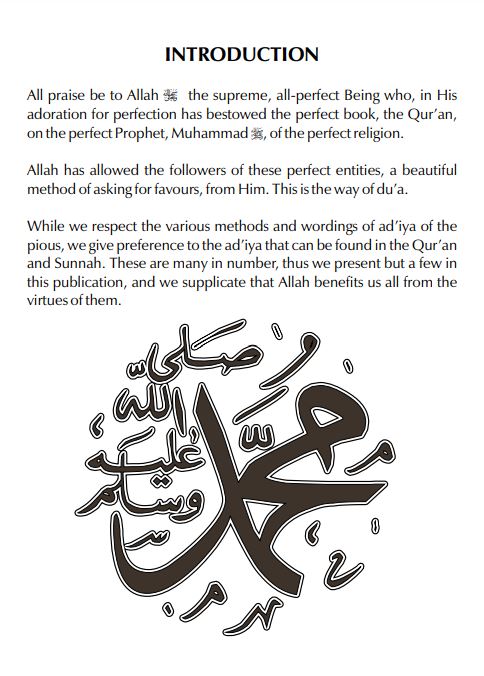 INTRODUCTION
All praise be to Allah ﷻ the supreme, all-perfect Being who, in His
adoration for perfection has bestowed the perfect book, the Qur'an,
on the perfect Prophet, Muhammad ﷺ, of the perfect religion.
Allah has allowed the followers of these perfect entities, a beautiful
method of asking for favours, from Him. This is the way of du'a.
While we respect the various methods and wordings of ad'iya of the
pious, we give preference to the ad'iya that can be found in the Qur'an
and Sunnah. These are many in number, thus we present but a few in
this publication, and we supplicate that Allah benefits us all from the
virtues of them.
محمد
صلى
الله
عليه
وسلم